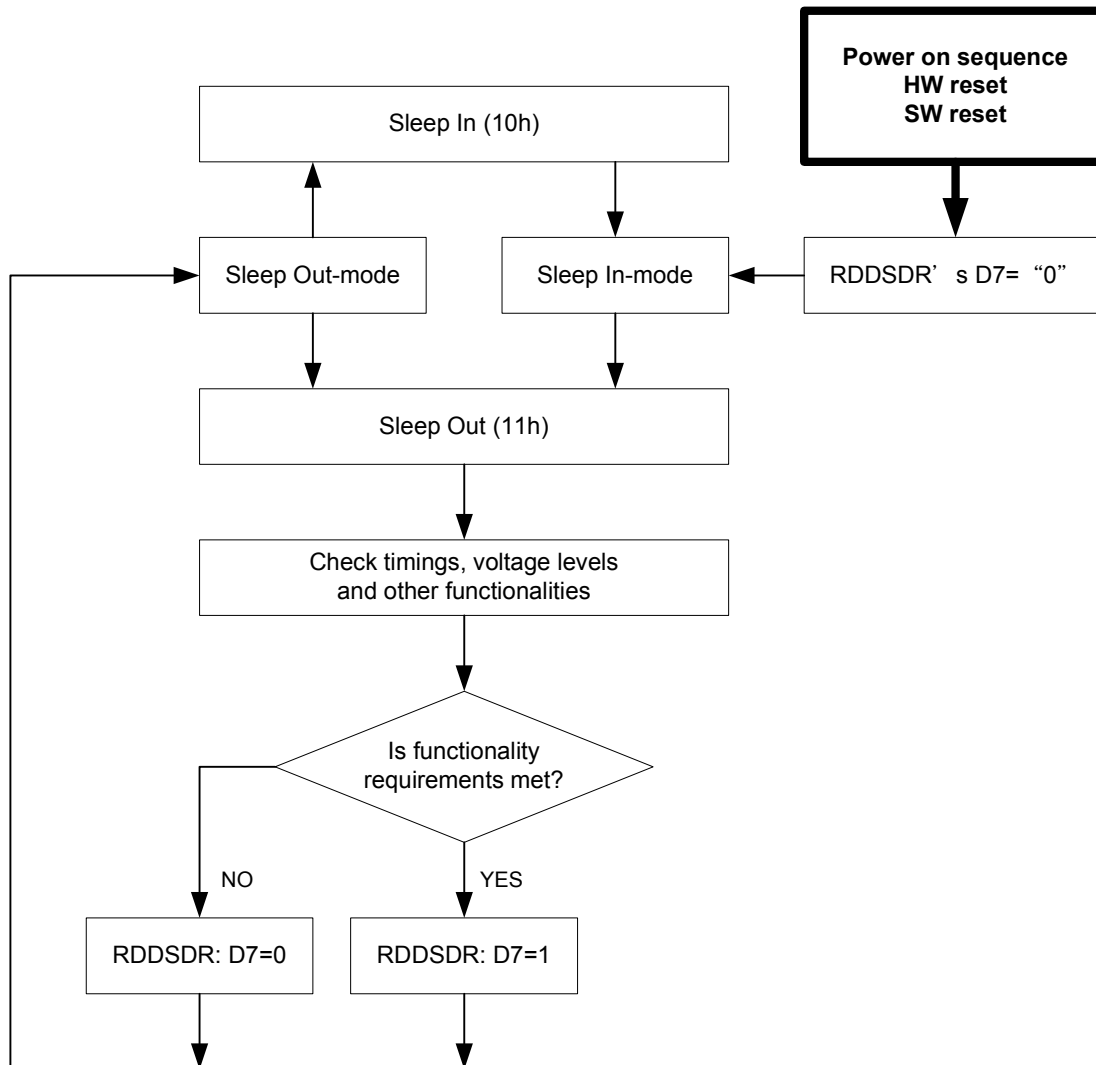 Power on sequence
HW reset
SW reset
Sleep In (10h)
Sleep Out-mode
Sleep In-mode
RDDSDR’ s D7= “0”
Sleep Out (11h)
Check timings, voltage levels
and other functionalities
Is functionality
requirements met?
NO
YES
RDDSDR: D7=0
RDDSDR: D7=1